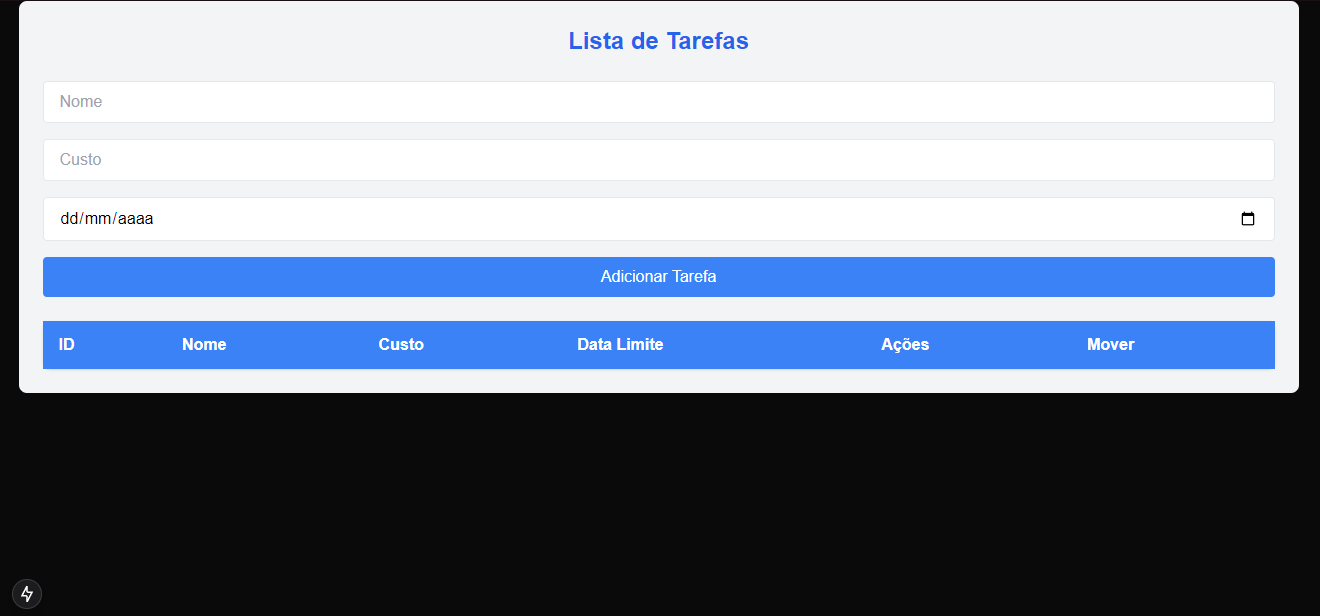 Lista de Tarefas
Nome
Custo
dd/mm/aaaa
Adicionar Tarefa
ID Nome Custo Data Limite Ações Mover